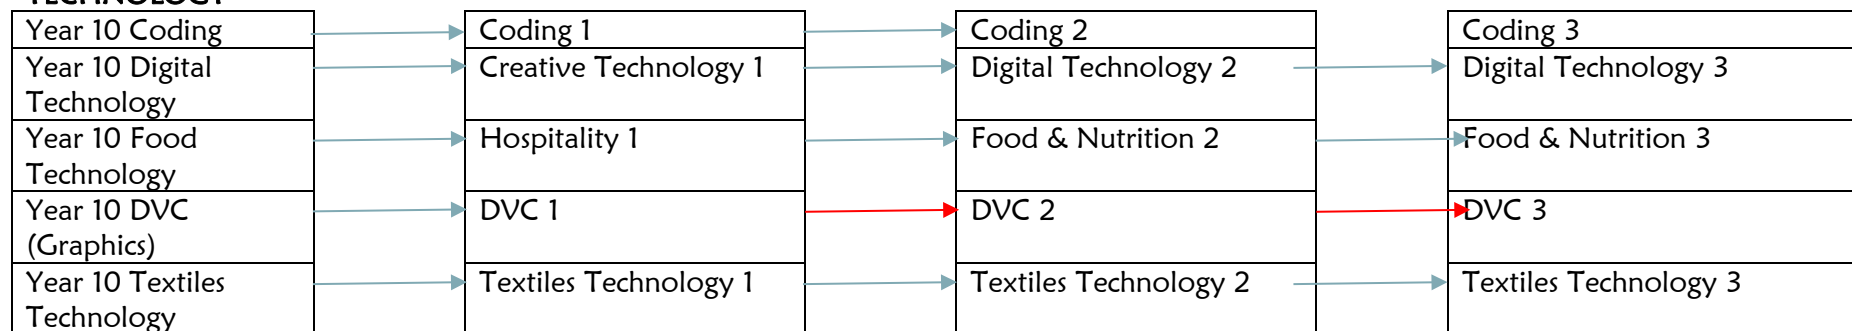 TECHNOLOGY
Year 10 Coding
Coding 1
Coding 2
Coding 3
Year 10 Digital
Technology
Creative Technology 1
Digital Technology 2
Digital Technology 3
Year 10 Food
Technology
Hospitality 1
Food & Nutrition 2
Food & Nutrition 3
Year 10 DVC
(Graphics)
DVC 1
DVC 2
DVC 3
Year 10 Textiles
Technology
Textiles Technology 1
Textiles Technology 2
Textiles Technology 3